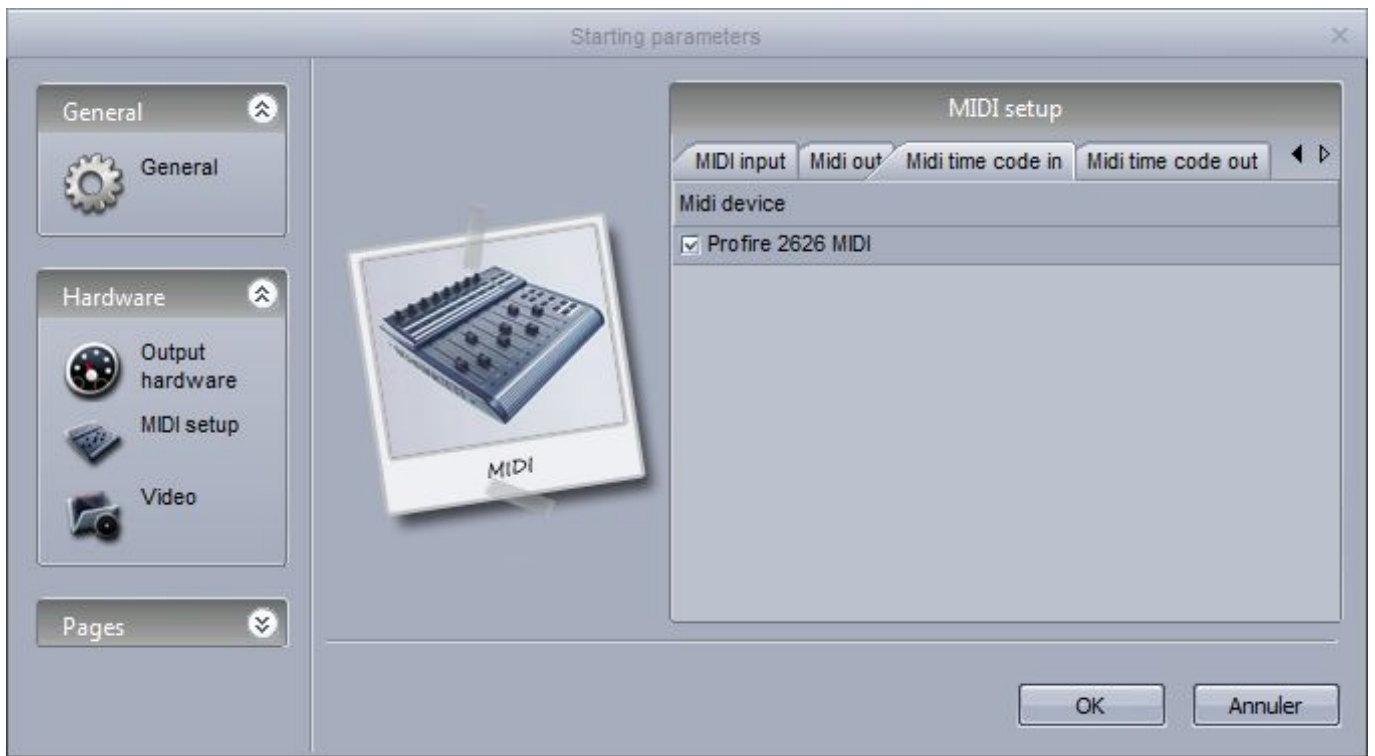 Starting parameters
General
General
Hardware
Output
hardware
MIDI setup
Video
Pages
MIDI
MIDI setup
MIDI input
Midi out
Midi time code in
Midi time code out
Midi device
Profire 2626 MIDI
OK
Annuler